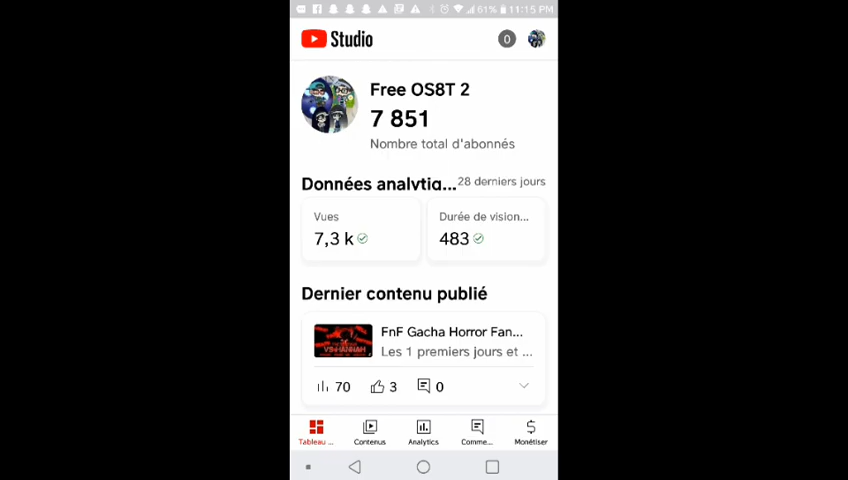 61% 11:15 PM
Studio
0
Free OS8T 2
7 851
Nombre total d'abonnés
Données analytiq... 28 derniers jours
Vues
7,3 k
Durée de vision...
483
Dernier contenu publié
FnF Gacha Horror Fan...
Les 1 premiers jours et ...
70 3 0
Tableau ... Contenus Analytics Comme... Monétiser